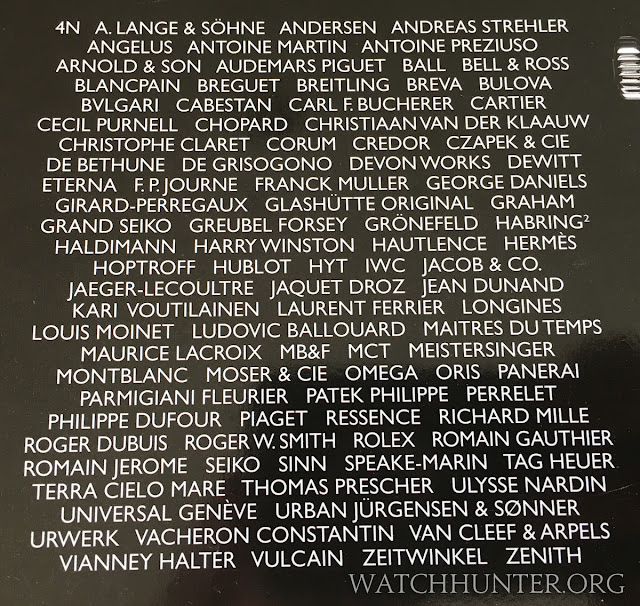 4N A. LANGE & SÖHNE ANDERSEN ANDREAS STREHLER
ANGELUS ANTOINE MARTIN ANTOINE PREZIUSO
ARNOLD & SON AUDEMARS PIGUET BALL BELL & ROSS
BLANCPAIN BREGUET BREITLING BREVA BULOVA
BVLGARI CABESTAN CARL F. BUCHERER CARTIER
CECIL PURNELL CHOPARD CHRISTIAAN VAN DER KLAAUW
CHRISTOPHE CLARET CORUM CREDOR CZAPEK & CIE
DE BETHUNE DE GRISOGONO DEVON WORKS DEWITT
ETERNA F. P. JOURNE FRANCK MULLER GEORGE DANIELS
GIRARD-PERREGAUX GLASHÜTTE ORIGINAL GRAHAM
GRAND SEIKO GREUBEL FORSEY GRÖNEFELD HABRING²
HALDIMANN HARRY WINSTON HAUTLENCE HERMÈS
HOPTROFF HUBLOT HYT IWC JACOB & CO.
JAEGER-LECOULTRE JAQUET DROZ JEAN DUNAND
KARI VOUTILAINEN LAURENT FERRIER LONGINES
LOUIS MOINET LUDOVIC BALLOUARD MAITRES DU TEMPS
MAURICE LACROIX MB&F MCT MEISTERSINGER
MONTBLANC MOSER & CIE OMEGA ORIS PANERAI
PARMIGIANI FLEURIER PATEK PHILIPPE PERRELET
PHILIPPE DUFOUR PIAGET RESSENCE RICHARD MILLE
ROGER DUBUIS ROGER W. SMITH ROLEX ROMAIN GAUTHIER
ROMAIN JEROME SEIKO SINN SPEAKE-MARIN TAG HEUER
TERRA CIELO MARE THOMAS PRESCHER ULYSSE NARDIN
UNIVERSAL GENÈVE URBAN JÜRGENSEN & SØNNER
URWERK VACHERON CONSTANTIN VAN CLEEF & ARPELS
VIANNEY HALTER VULCAIN ZEITWINKEL ZENITH
WATCHHUNTER.ORG